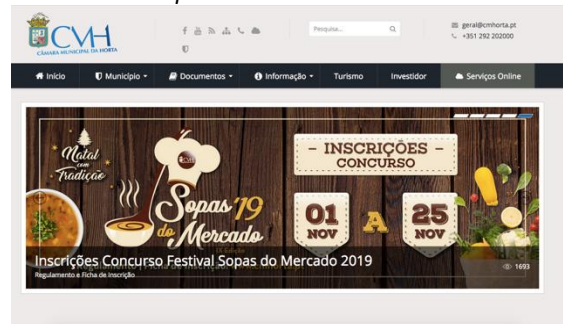 CMH
CÂMARA MUNICIPAL DA HORTA
Pesquisa...
geral@cmhorta.pt
+351 292 202000
Início
Município
Documentos
Informação
Turismo
Investidor
Serviços Online
Natal
com
Tradição
Sopas'19
do Mercado
- INSCRIÇÕES -
CONCURSO
01
NOV
A
25
NOV
Inscrições Concurso Festival Sopas do Mercado 2019
Regulamento e Ficha de Inscrição
1693